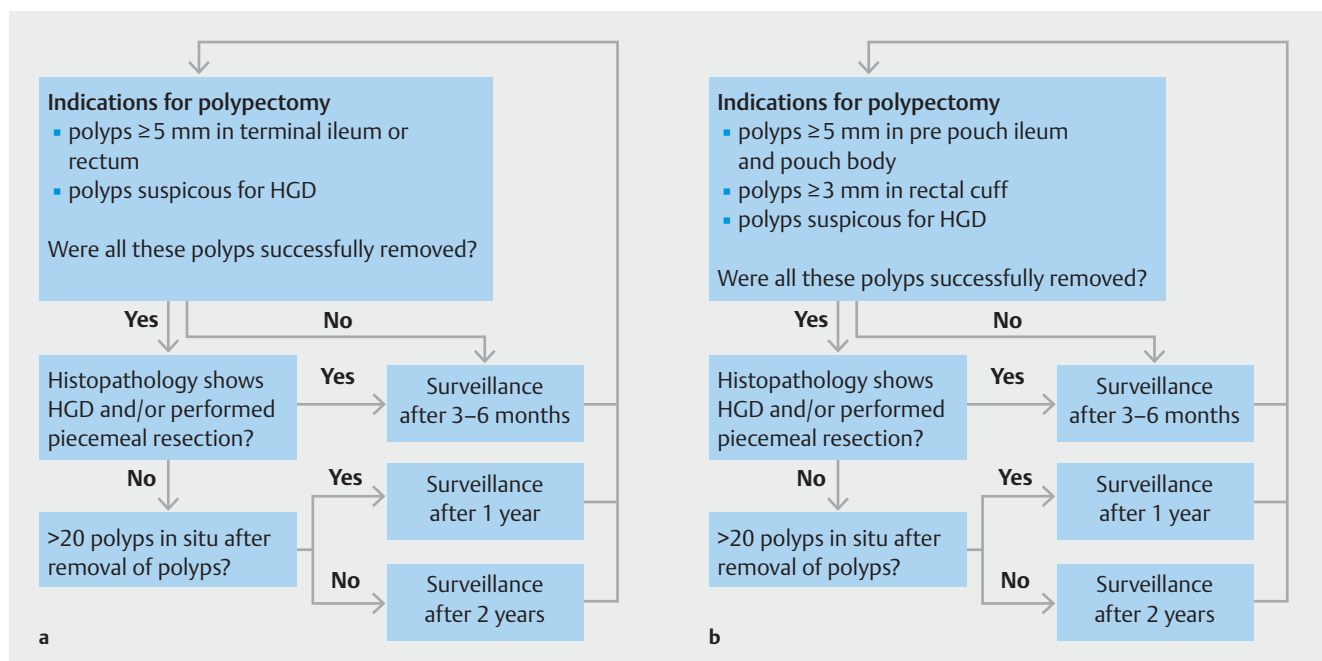 Indications for polypectomy
▪ polyps ≥5 mm in terminal ileum or
rectum
▪ polyps suspicous for HGD
Were all these polyps successfully removed?
Yes
No
Histopathology shows
HGD and/or performed
piecemeal resection?
Yes
Surveillance
after 3–6 months
No
>20 polyps in situ after
removal of polyps?
Yes
Surveillance
after 1 year
No
Surveillance
after 2 years
a
Indications for polypectomy
▪ polyps ≥5 mm in pre pouch ileum
and pouch body
▪ polyps ≥3 mm in rectal cuff
▪ polyps suspicous for HGD
Were all these polyps successfully removed?
Yes
No
Histopathology shows
HGD and/or performed
piecemeal resection?
Yes
Surveillance
after 3–6 months
No
>20 polyps in situ after
removal of polyps?
Yes
Surveillance
after 1 year
No
Surveillance
after 2 years
b